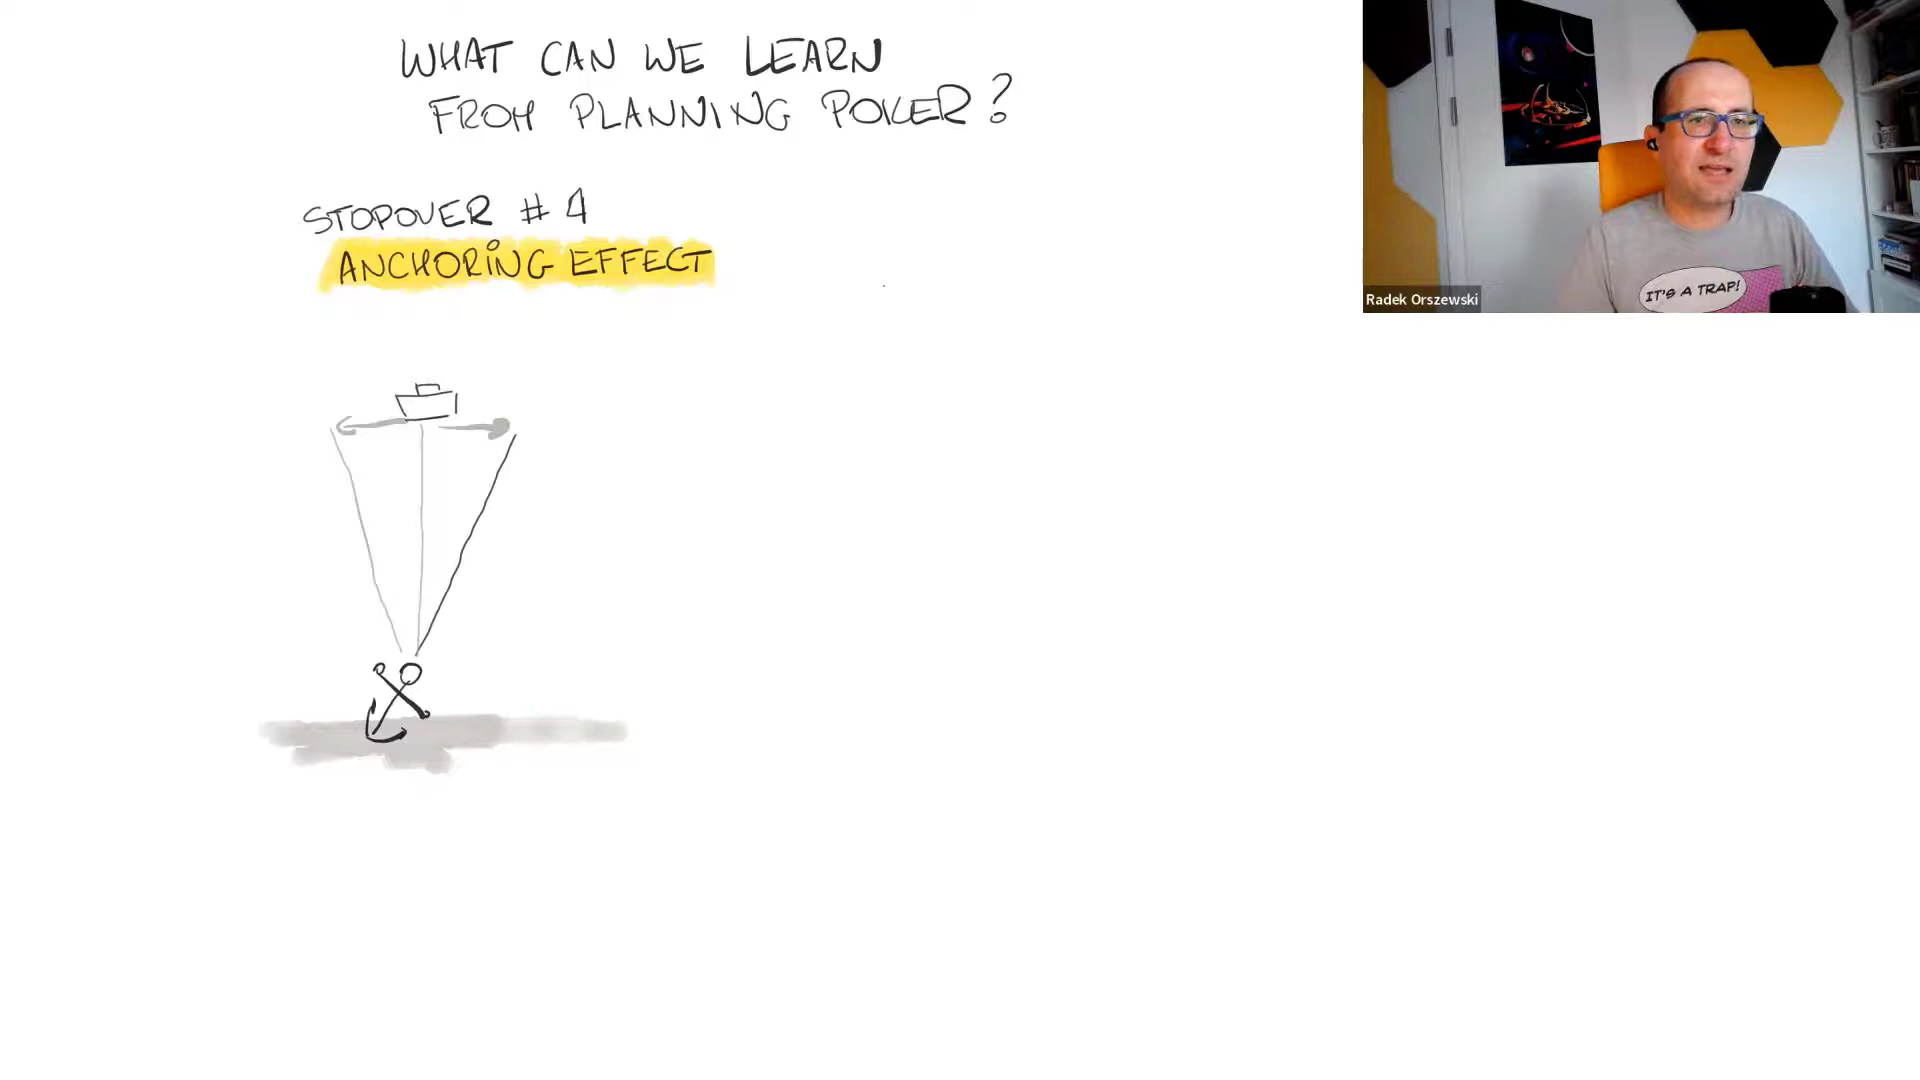 WHAT CAN WE LEARN
FROM PLANNING POKER?
STOPOVER # 4
ANCHORING EFFECT
IT'S A TRAP!
Radek Orszewski